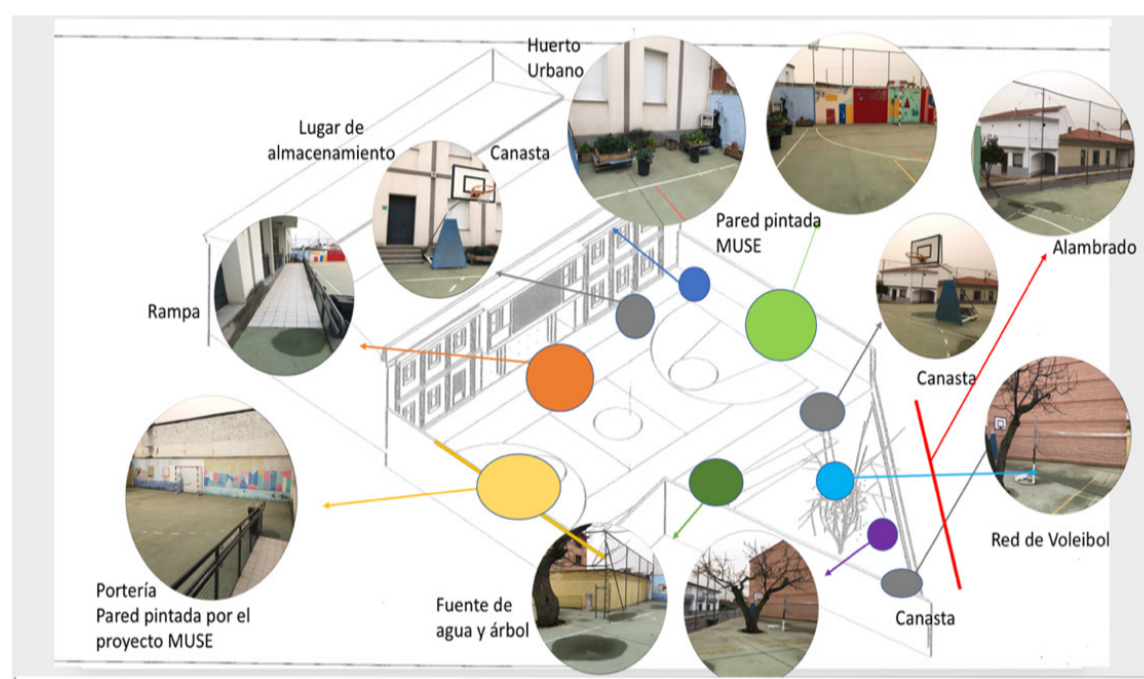 Huerto
Urbano
Lugar de
almacenamiento
Canasta
Pared pintada
MUSE
Alambrado
Rampa
Canasta
Portería
Pared pintada por el
proyecto MUSE
Fuente de
agua y árbol
Red de Voleibol
Canasta